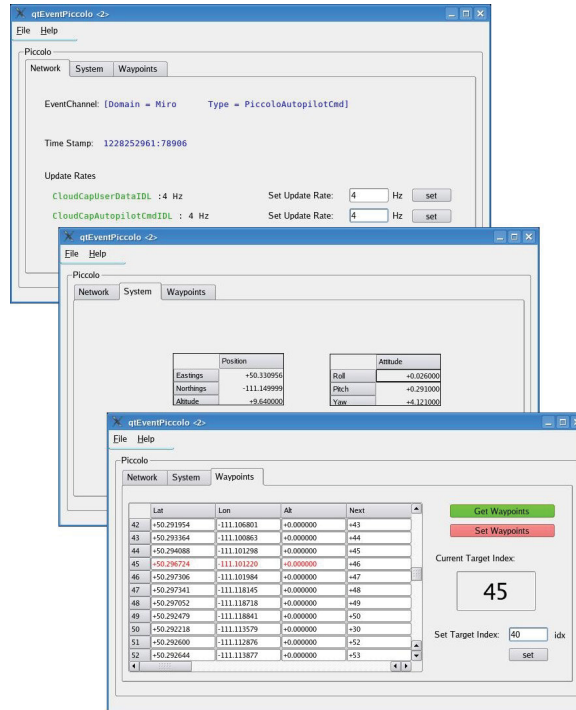 qtEventPiccolo <2>
File Help
Piccolo
Network System Waypoints
EventChannel: [Domain = Miro Type = PiccoloAutopilotCmd]
Time Stamp: 1228252961:78906
Update Rates
CloudCapUserDataIDL :4 Hz Set Update Rate: 4 Hz set
CloudCapAutopilotCmdIDL : 4 Hz Set Update Rate: 4 Hz set
qtEventPiccolo <2>
File Help
Piccolo
Network System Waypoints
Position
Eastings +50.330956
Northings -111.149999
Altitude +9.640000
Attitude
Roll +0.026000
Pitch +0.291000
Yaw +4.121000
qtEventPiccolo <2>
File Help
Piccolo
Network System Waypoints
Lat Lon Alt Next
42 +50.291954 -111.106801 +0.000000 +43
43 +50.293364 -111.100863 +0.000000 +44
44 +50.294088 -111.101298 +0.000000 +45
45 +50.296724 -111.101220 +0.000000 +46
46 +50.297306 -111.101984 +0.000000 +47
47 +50.297341 -111.118145 +0.000000 +48
48 +50.297052 -111.118718 +0.000000 +49
49 +50.292479 -111.118841 +0.000000 +50
50 +50.292218 -111.113579 +0.000000 +30
51 +50.292600 -111.112876 +0.000000 +52
52 +50.292644 -111.113877 +0.000000 +53
Get Waypoints
Set Waypoints
Current Target Index:
45
Set Target Index: 40 idx
set